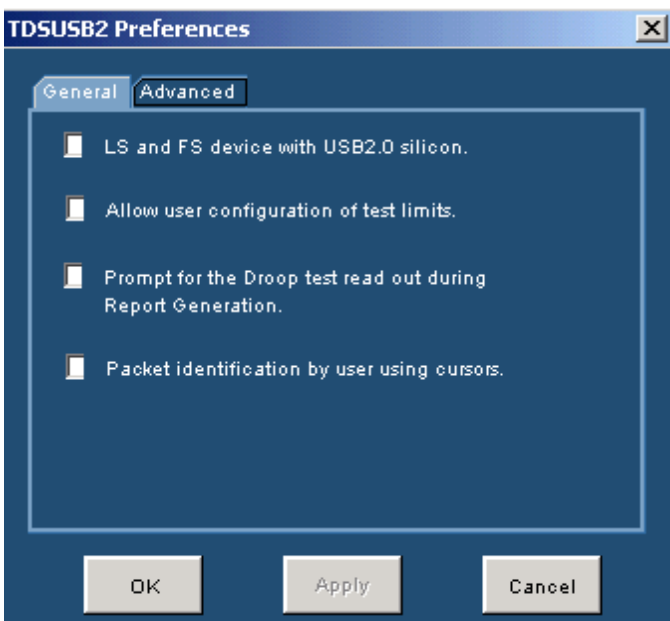 TDSUSB2 Preferences
General Advanced
LS and FS device with USB2.0 silicon.
Allow user configuration of test limits.
Prompt for the Droop test read out during
Report Generation.
Packet identification by user using cursors.
OK Apply Cancel